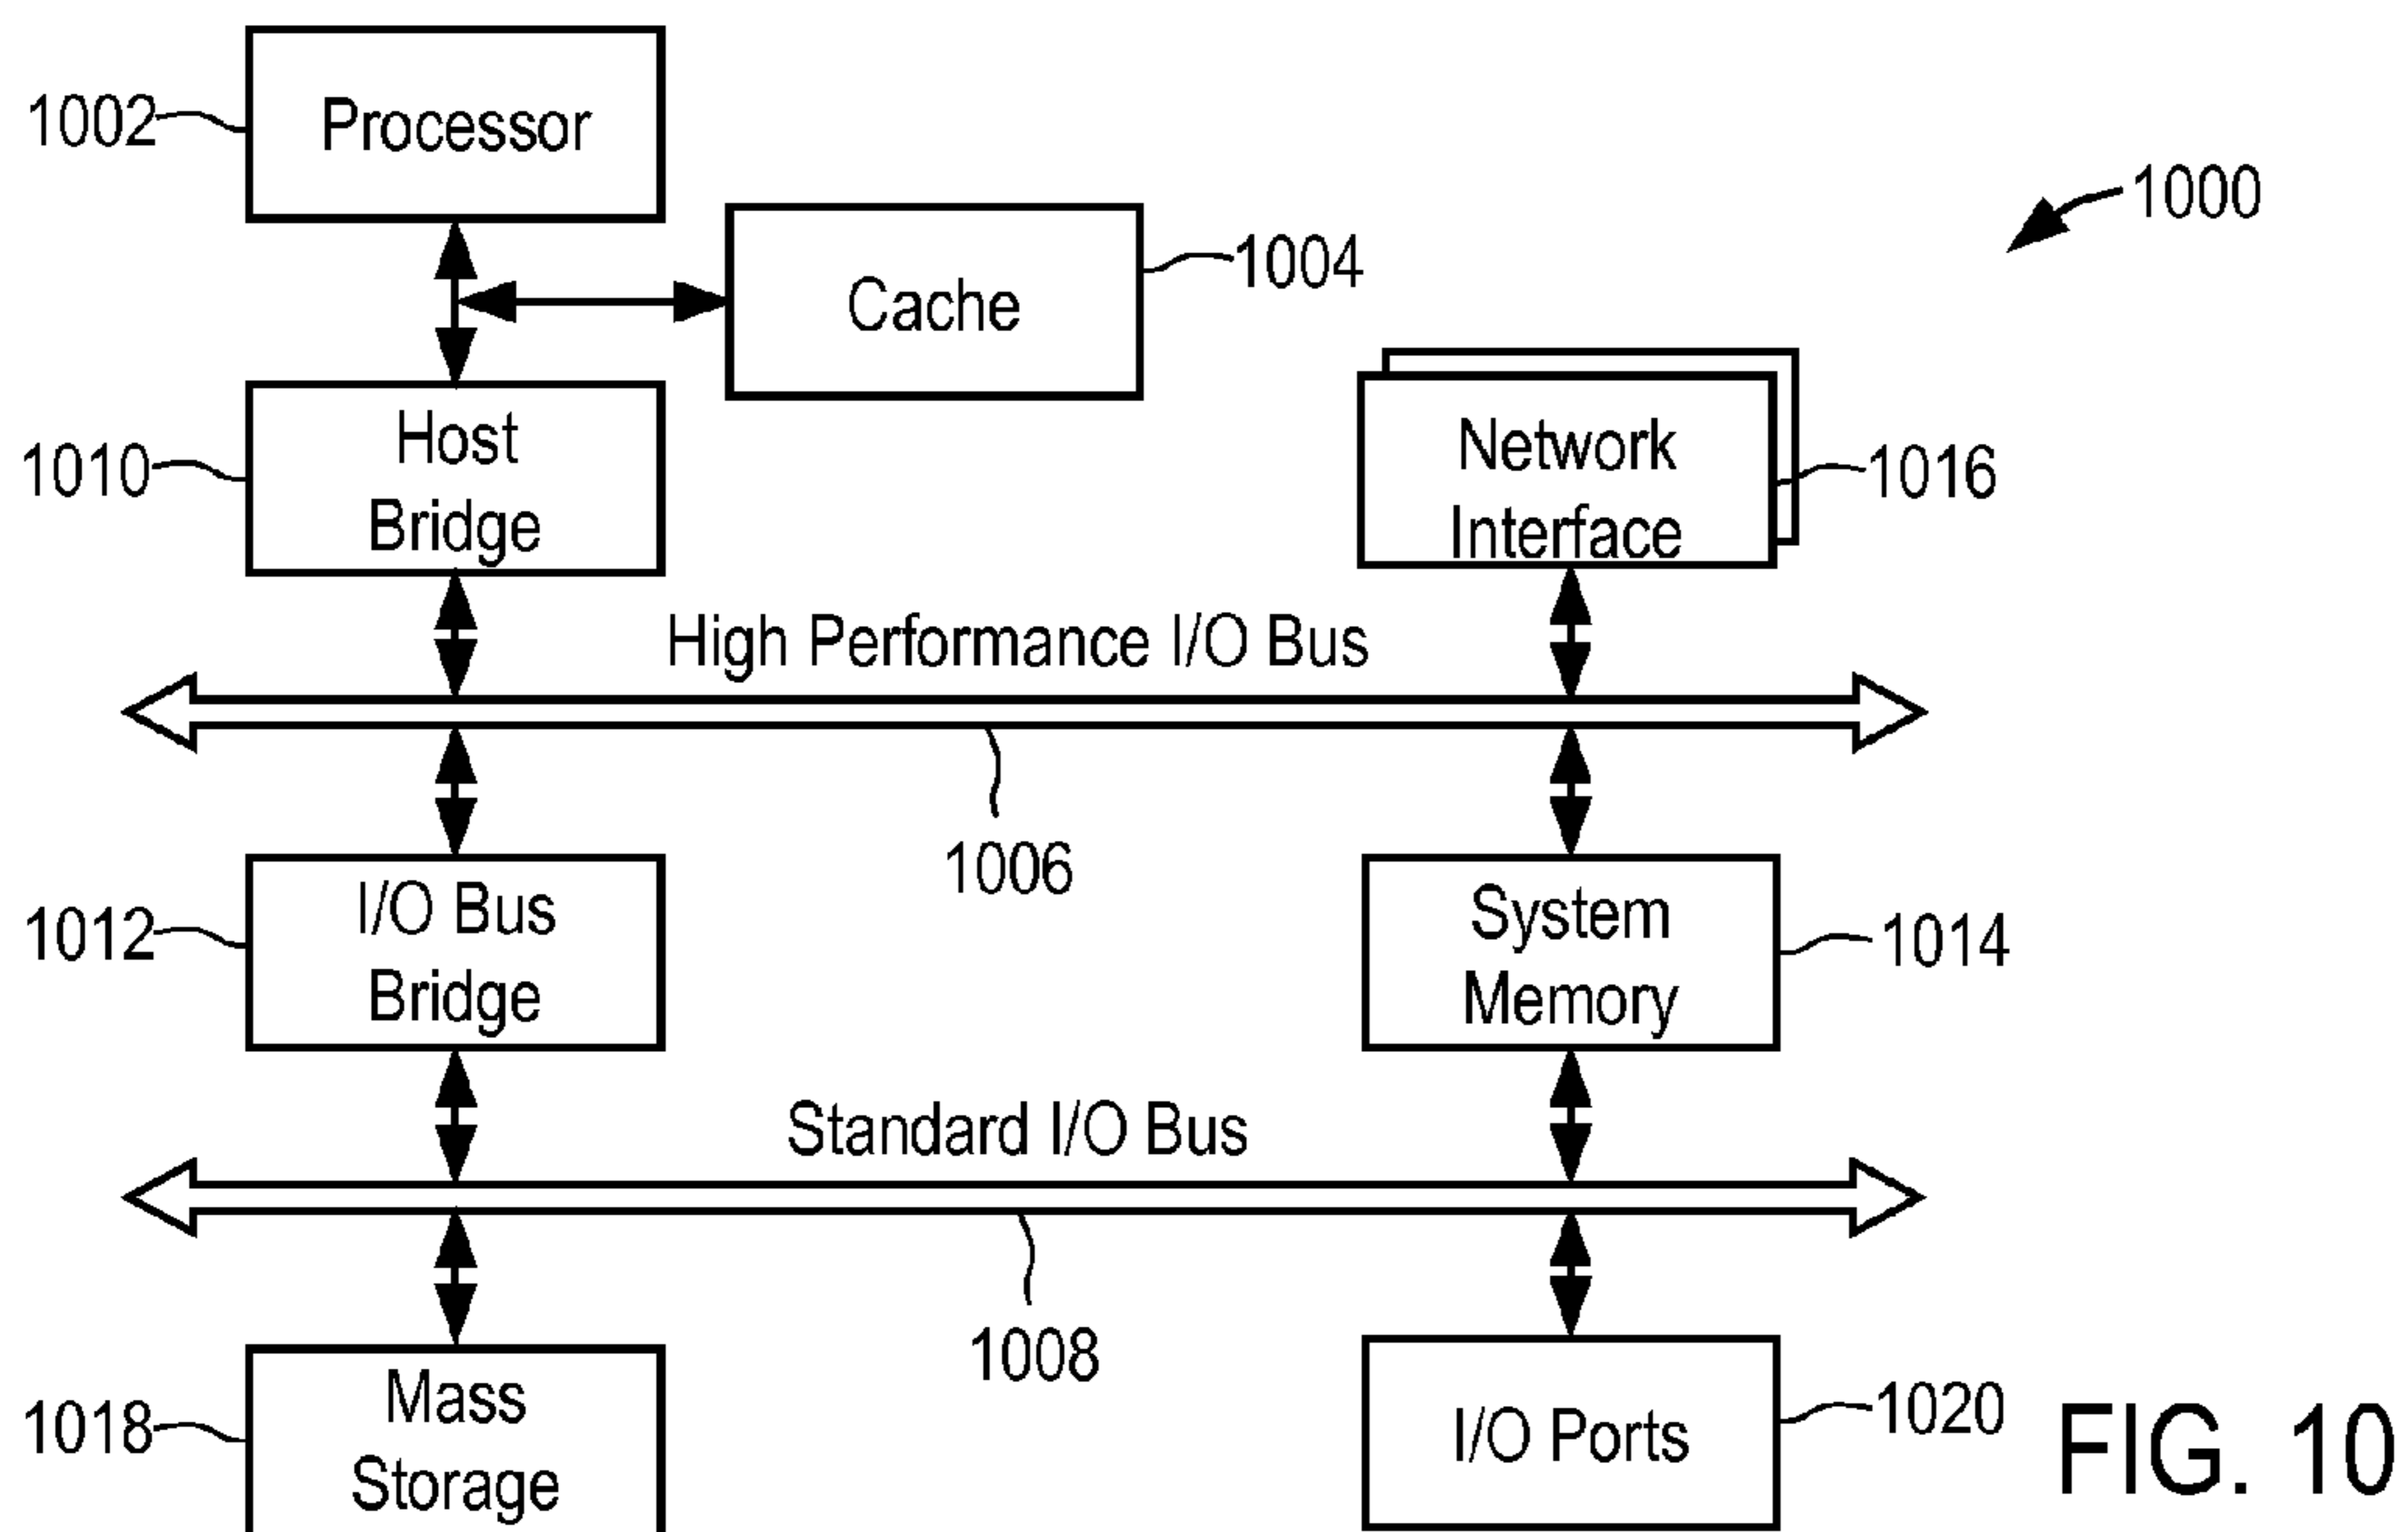 1002
Processor
1000
1004
Cache
1010
Host
Bridge
Network
Interface
1016
High Performance I/O Bus
1006
1012
I/O Bus
Bridge
System
Memory
1014
Standard I/O Bus
1008
1018
Mass
Storage
I/O Ports
1020
FIG. 10